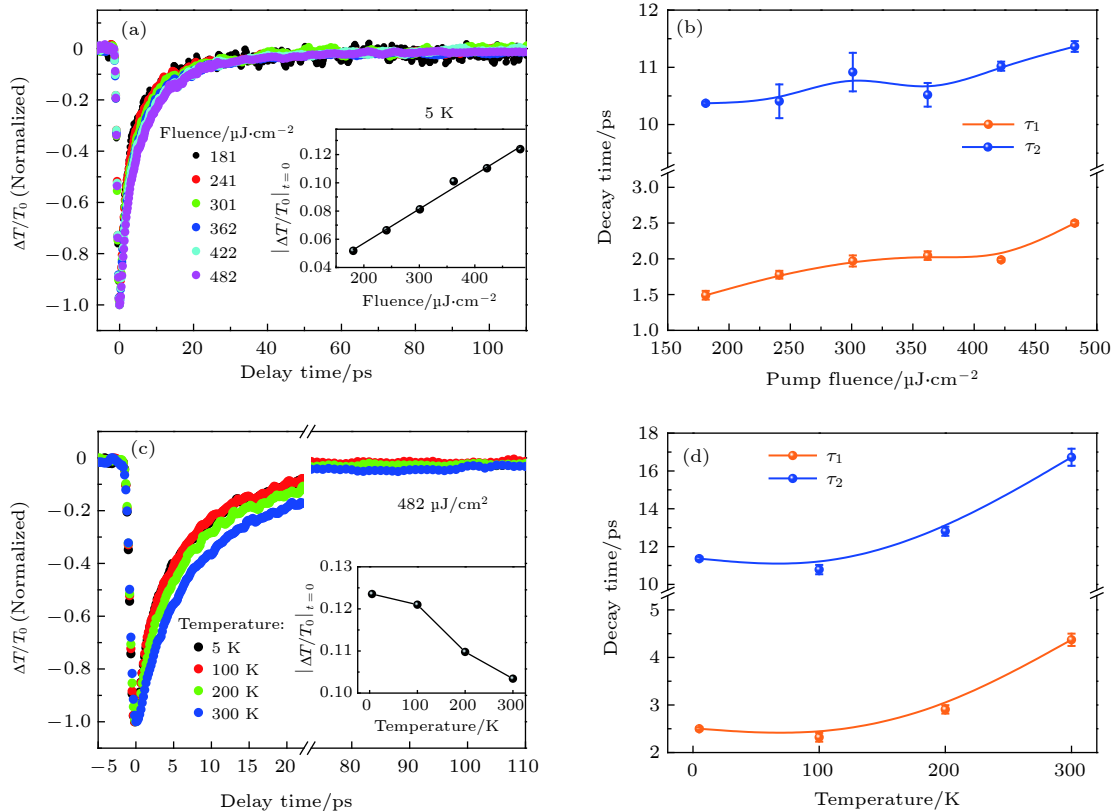 (a)
0
−0.2
−0.4
−0.6
−0.8
−1.0
ΔT/T0 (Normalized)
Fluence/μJ·cm−2
181
241
301
362
422
482
5 K
0.12
0.10
0.08
0.06
0.04
|ΔT/T0|t=0
200
300
400
Fluence/μJ·cm−2
0
20
40
60
80
100
Delay time/ps
(b)
12
11
10
2.5
2.0
1.5
1.0
Decay time/ps
τ1
τ2
150
200
250
300
350
400
450
500
Pump fluence/μJ·cm−2
(c)
0
−0.2
−0.4
−0.6
−0.8
−1.0
ΔT/T0 (Normalized)
482 μJ/cm2
Temperature:
5 K
100 K
200 K
300 K
0.13
0.12
0.11
0.10
|ΔT/T0|t=0
0
100
200
300
Temperature/K
−5
0
5
10
15
20
80
90
100
110
Delay time/ps
(d)
18
16
14
12
10
5
4
3
2
Decay time/ps
τ1
τ2
0
100
200
300
Temperature/K